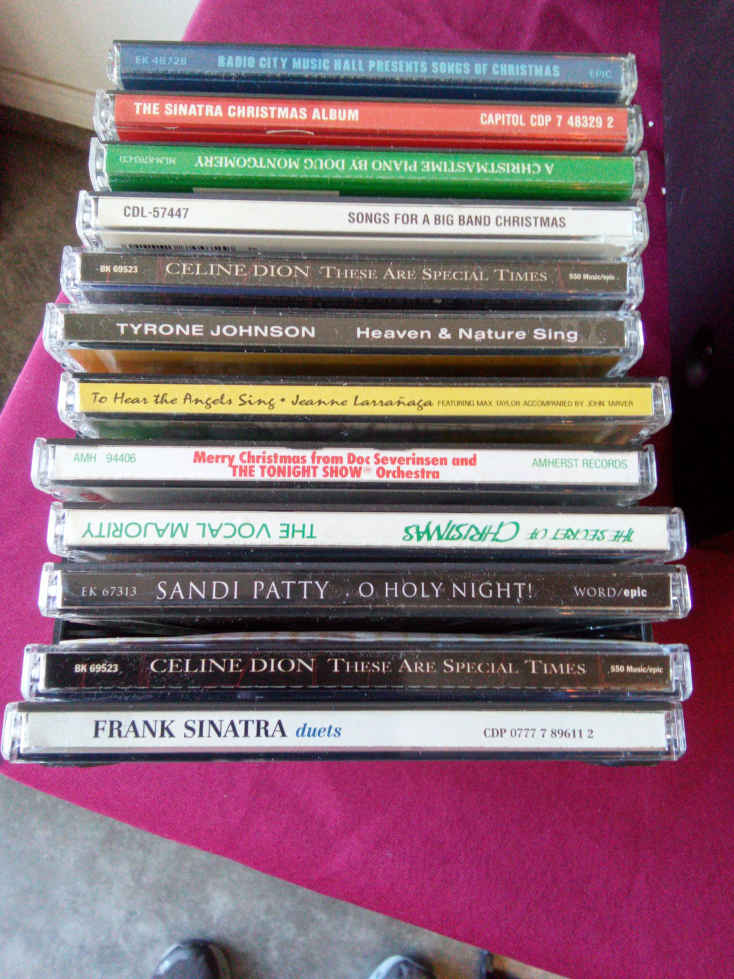 EK 48728 RADIO CITY MUSIC HALL PRESENTS SONGS OF CHRISTMAS EPIC
THE SINATRA CHRISTMAS ALBUM CAPITOL CDP 7 48329 2
A CHRISTMASTIME PIANO BY DOUG MONTGOMERY
CDL-57447 SONGS FOR A BIG BAND CHRISTMAS
BK 69523 CELINE DION THESE ARE SPECIAL TIMES 550 Music/epic
TYRONE JOHNSON Heaven & Nature Sing
To Hear the Angels Sing • Jeanne Larrañaga FEATURING MAX TAYLOR ACCOMPANIED BY JOHN TARVER
AMH 94406 Merry Christmas from Doc Severinsen and
THE TONIGHT SHOW Orchestra AMHERST RECORDS
THE SECRET OF CHRISTMAS THE VOCAL MAJORITY
EK 67313 SANDI PATTY O HOLY NIGHT! WORD/epic
BK 69523 CELINE DION THESE ARE SPECIAL TIMES 550 Music/epic
FRANK SINATRA duets CDP 0777 7 89611 2